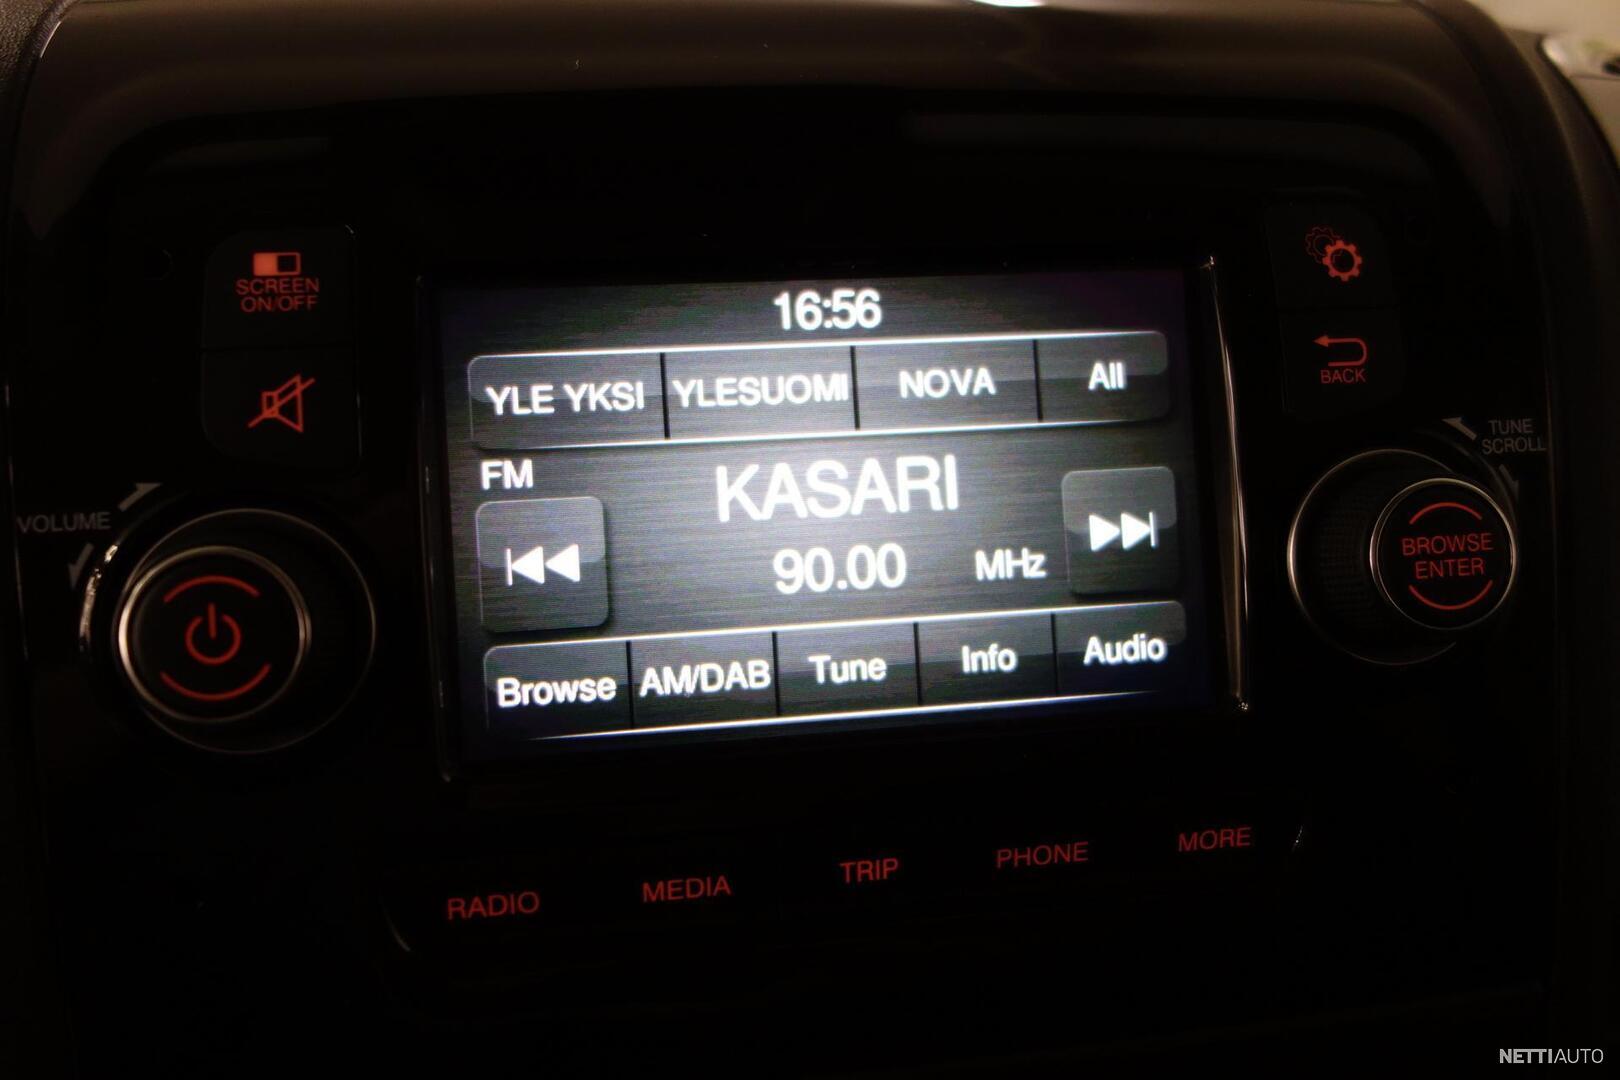 SCREEN
ON/OFF
16:56
YLE YKSI YLESUOMI NOVA All
BACK
FM
KASARI
90.00 MHz
TUNE
SCROLL
VOLUME
BROWSE
ENTER
Browse AM/DAB Tune Info Audio
RADIO MEDIA TRIP PHONE MORE
NETTIAUTO